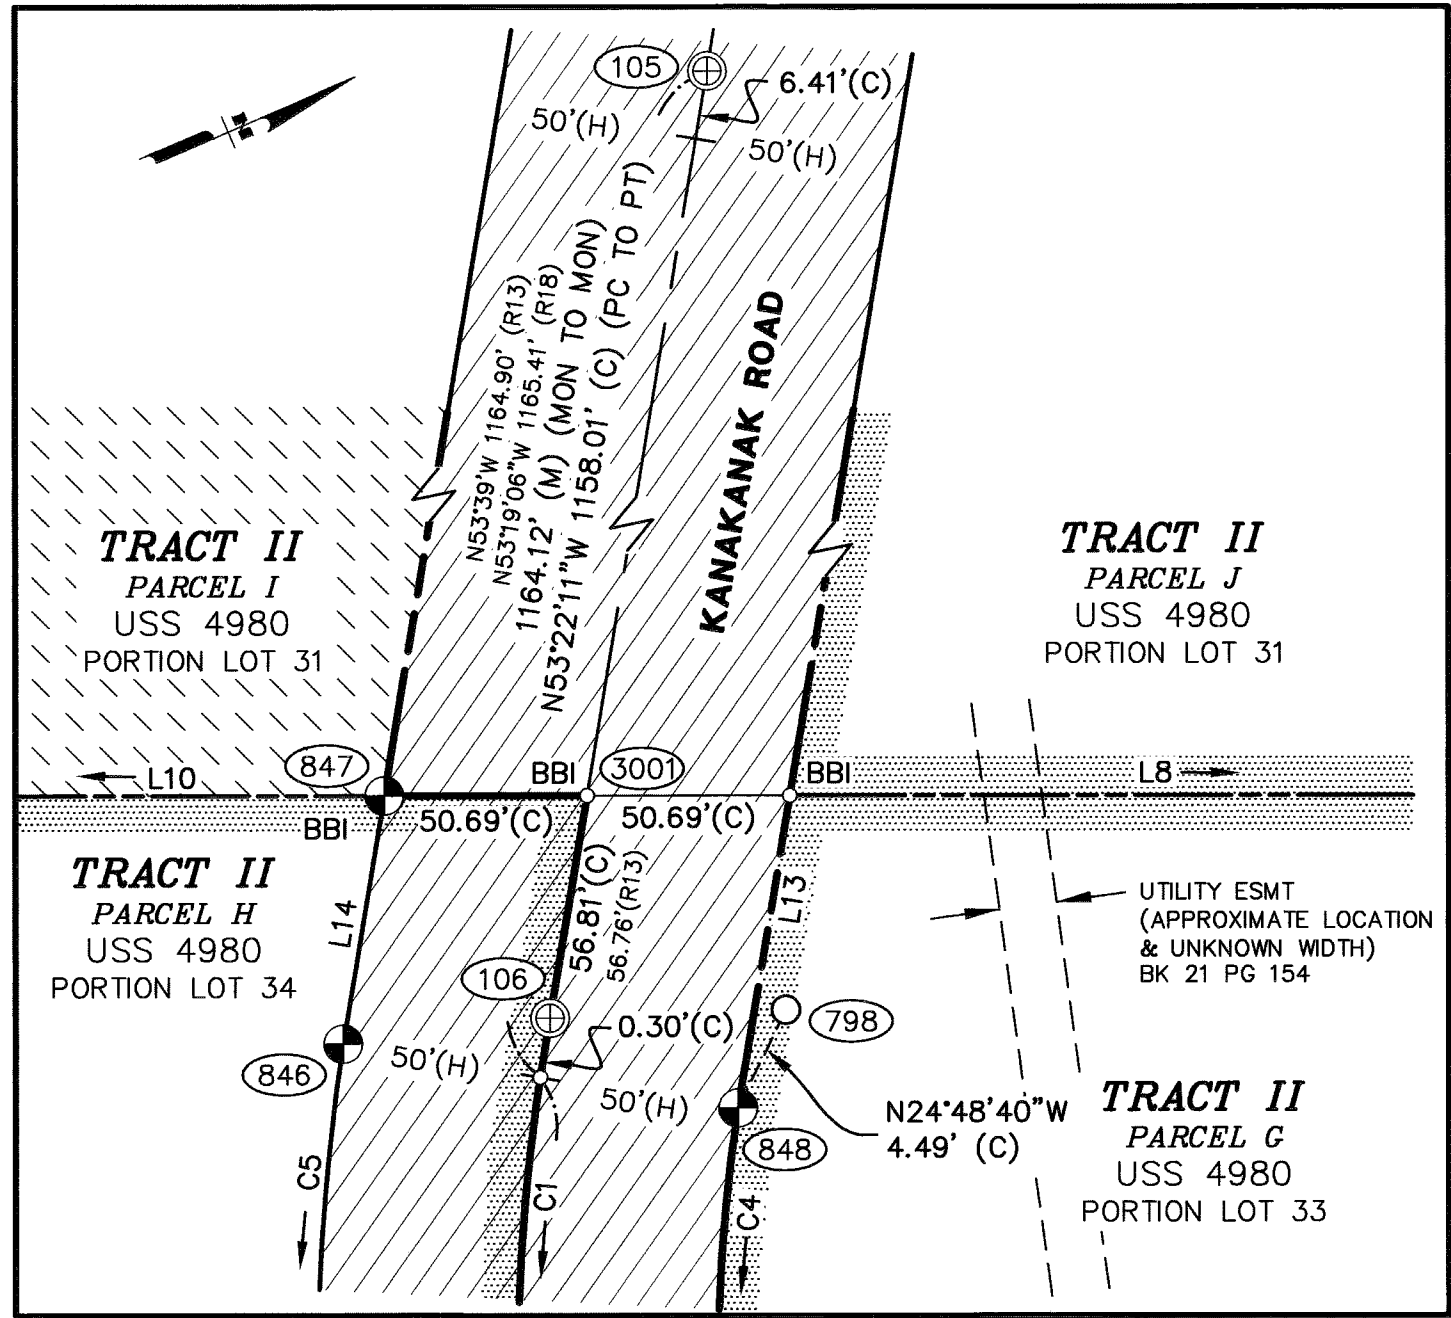 105
6.41'(C)
50'(H)
50'(H)
N53°39'W 1164.90' (R13)
N53°19'06"W 1165.41' (R18)
1164.12' (M) (MON TO MON)
N53°22'11"W 1158.01' (C) (PC TO PT)
KANAKANAK ROAD
TRACT II
PARCEL I
USS 4980
PORTION LOT 31
TRACT II
PARCEL J
USS 4980
PORTION LOT 31
L10
847
BBI
3001
BBI
L8
BBI
50.69'(C)
50.69'(C)
TRACT II
PARCEL H
USS 4980
PORTION LOT 34
L14
56.81'(C)
56.76'(R13)
L13
UTILITY ESMT
(APPROXIMATE LOCATION
& UNKNOWN WIDTH)
BK 21 PG 154
106
0.30'(C)
798
846
50'(H)
50'(H)
848
N24°48'40"W
4.49' (C)
TRACT II
PARCEL G
USS 4980
PORTION LOT 33
C5
C1
C4